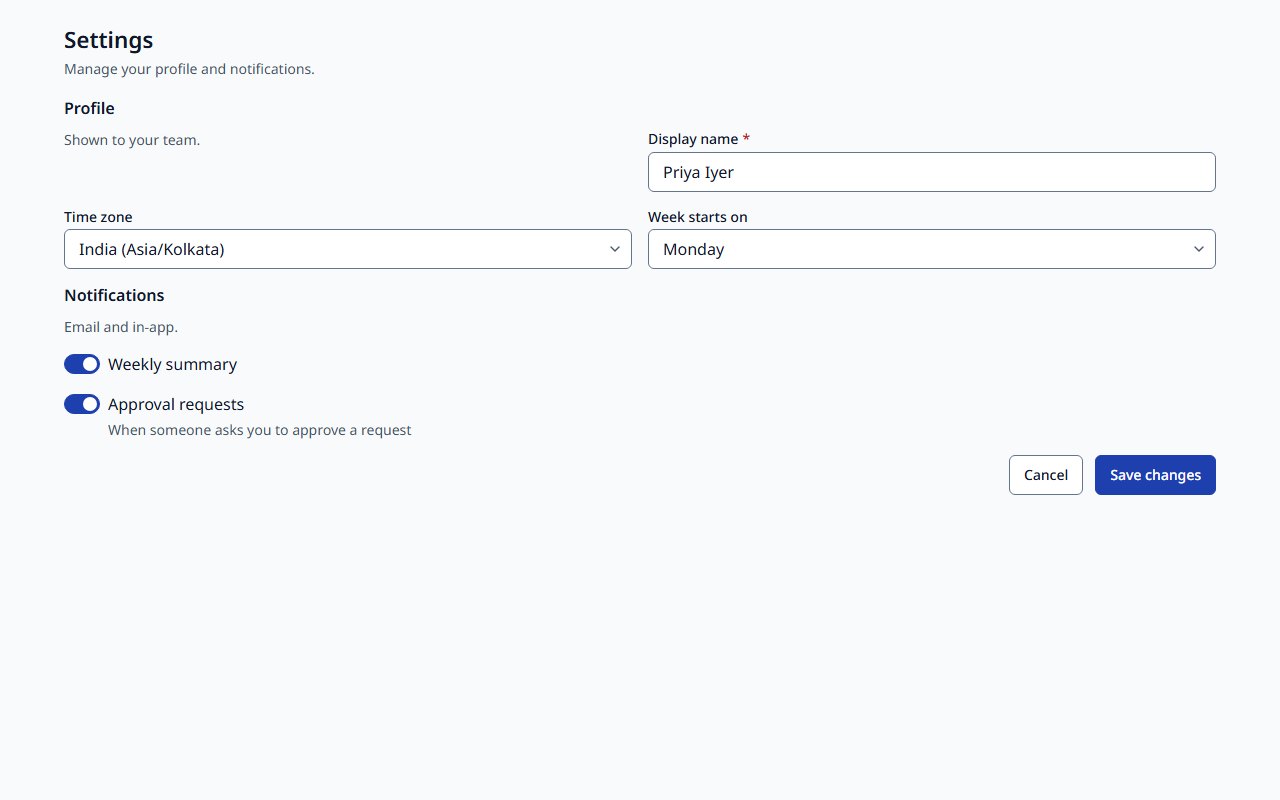 Settings
Manage your profile and notifications.
Profile
Shown to your team.
Display name *
Priya Iyer
Time zone
India (Asia/Kolkata)
Week starts on
Monday
Notifications
Email and in-app.
Weekly summary
Approval requests
When someone asks you to approve a request
Cancel
Save changes